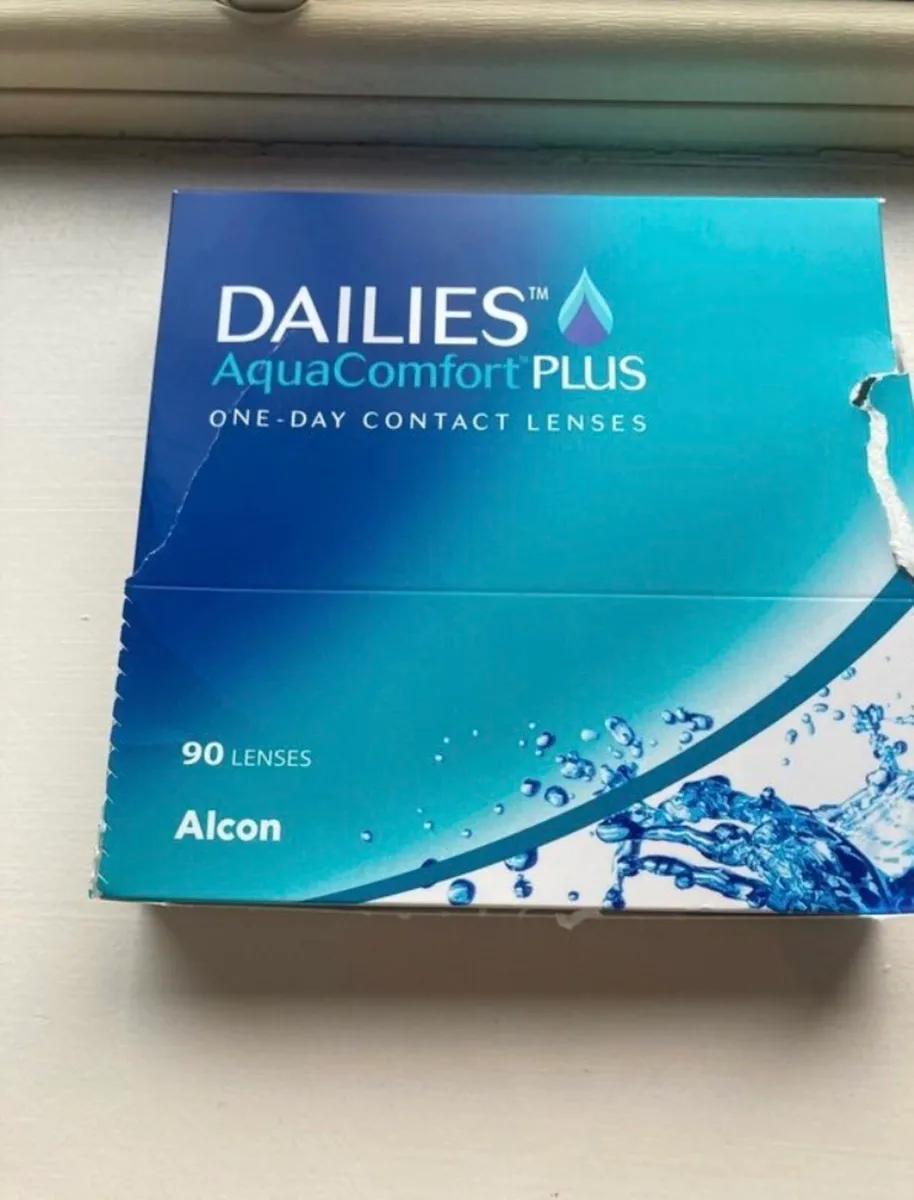 DAILIES™
AquaComfort™ PLUS
ONE-DAY CONTACT LENSES
90 LENSES
Alcon